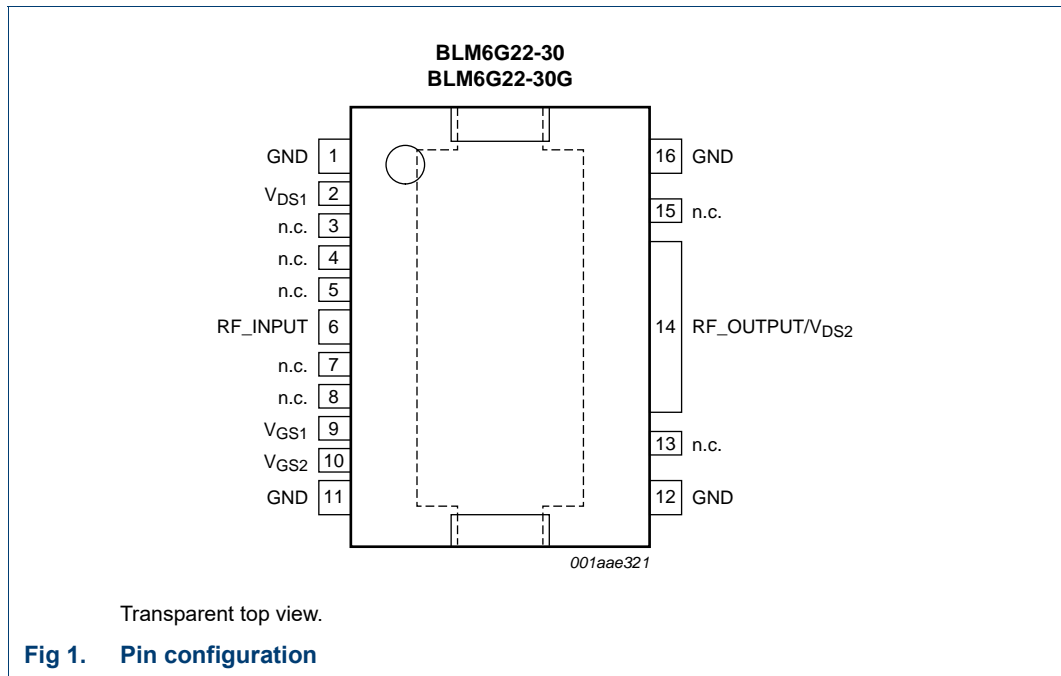 BLM6G22-30
BLM6G22-30G
GND 1
VDS1 2
n.c. 3
n.c. 4
n.c. 5
RF_INPUT 6
n.c. 7
n.c. 8
VGS1 9
VGS2 10
GND 11
16 GND
15 n.c.
14 RF_OUTPUT/VDS2
13 n.c.
12 GND
001aae321
Transparent top view.
Fig 1. Pin configuration